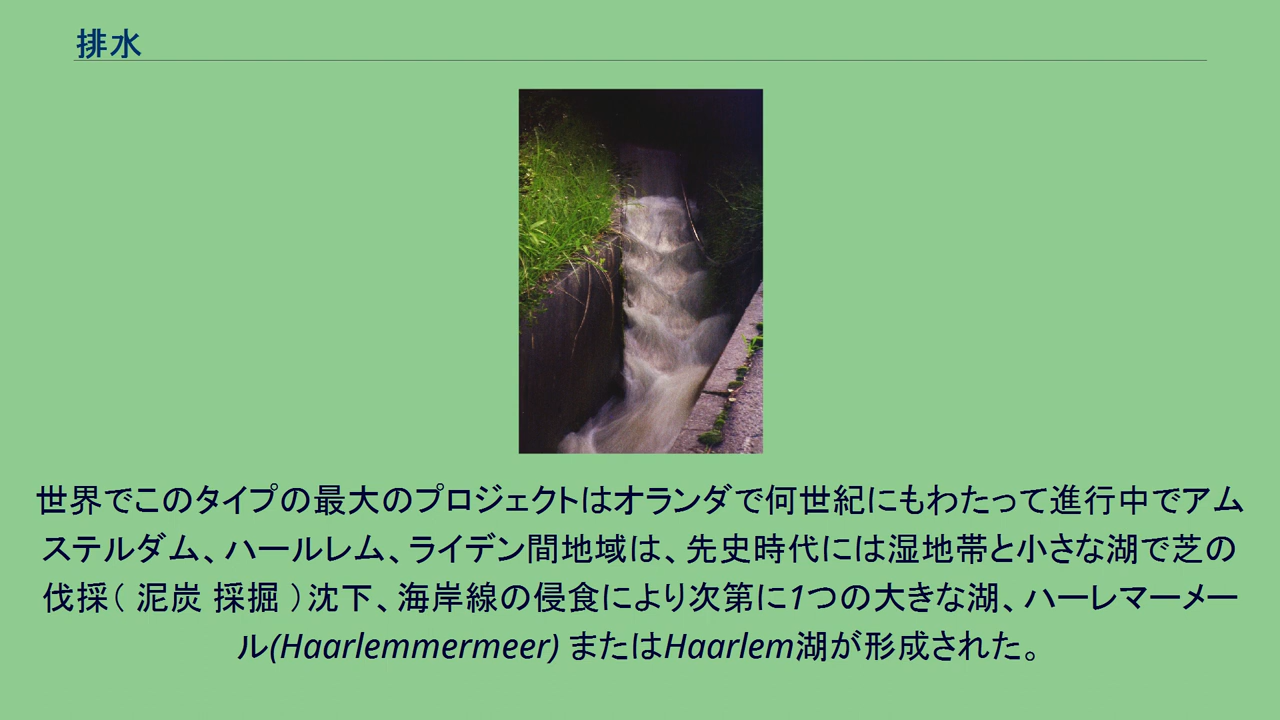 排水
世界でこのタイプの最大のプロジェクトはオランダで何世紀にもわたって進行中でアム
ステルダム、ハールレム、ライデン間地域は、先史時代には湿地帯と小さな湖で芝の
伐採( 泥炭 採掘 )沈下、海岸線の侵食により次第に1つの大きな湖、ハーレマーメー
ル(Haarlemmermeer) またはHaarlem湖が形成された。